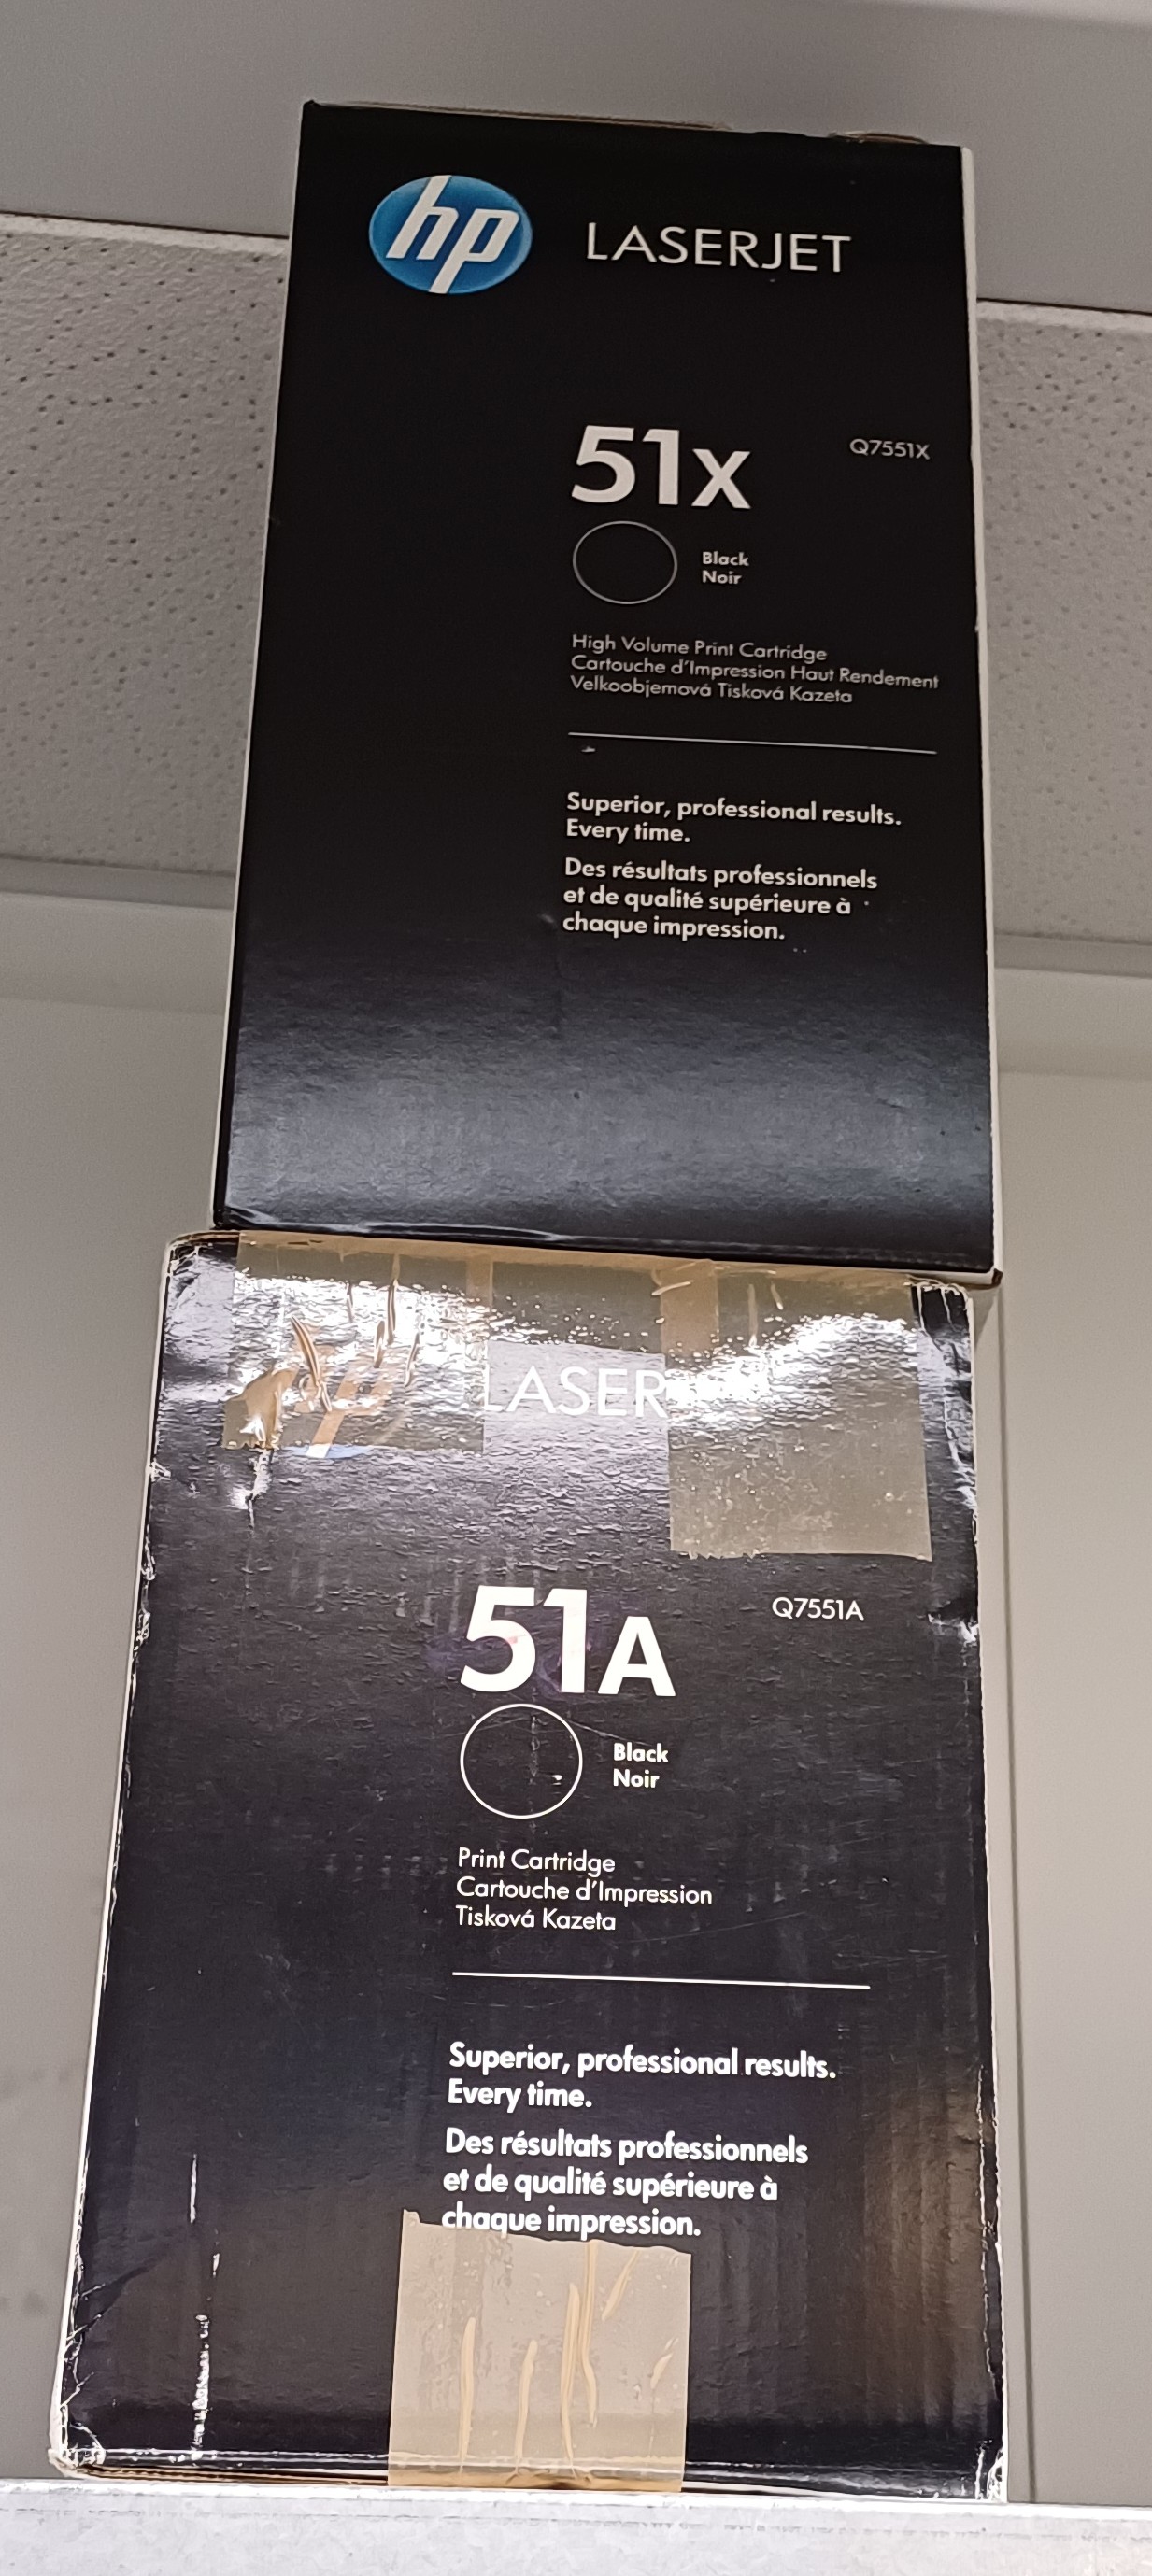 hp LASERJET
51X Q7551X
Black
Noir
High Volume Print Cartridge
Cartouche d'Impression Haut Rendement
Velkoobjemová Tisková Kazeta
Superior, professional results.
Every time.
Des résultats professionnels
et de qualité supérieure à
chaque impression.
hp LASER
51A Q7551A
Black
Noir
Print Cartridge
Cartouche d'Impression
Tisková Kazeta
Superior, professional results.
Every time.
Des résultats professionnels
et de qualité supérieure à
chaque impression.